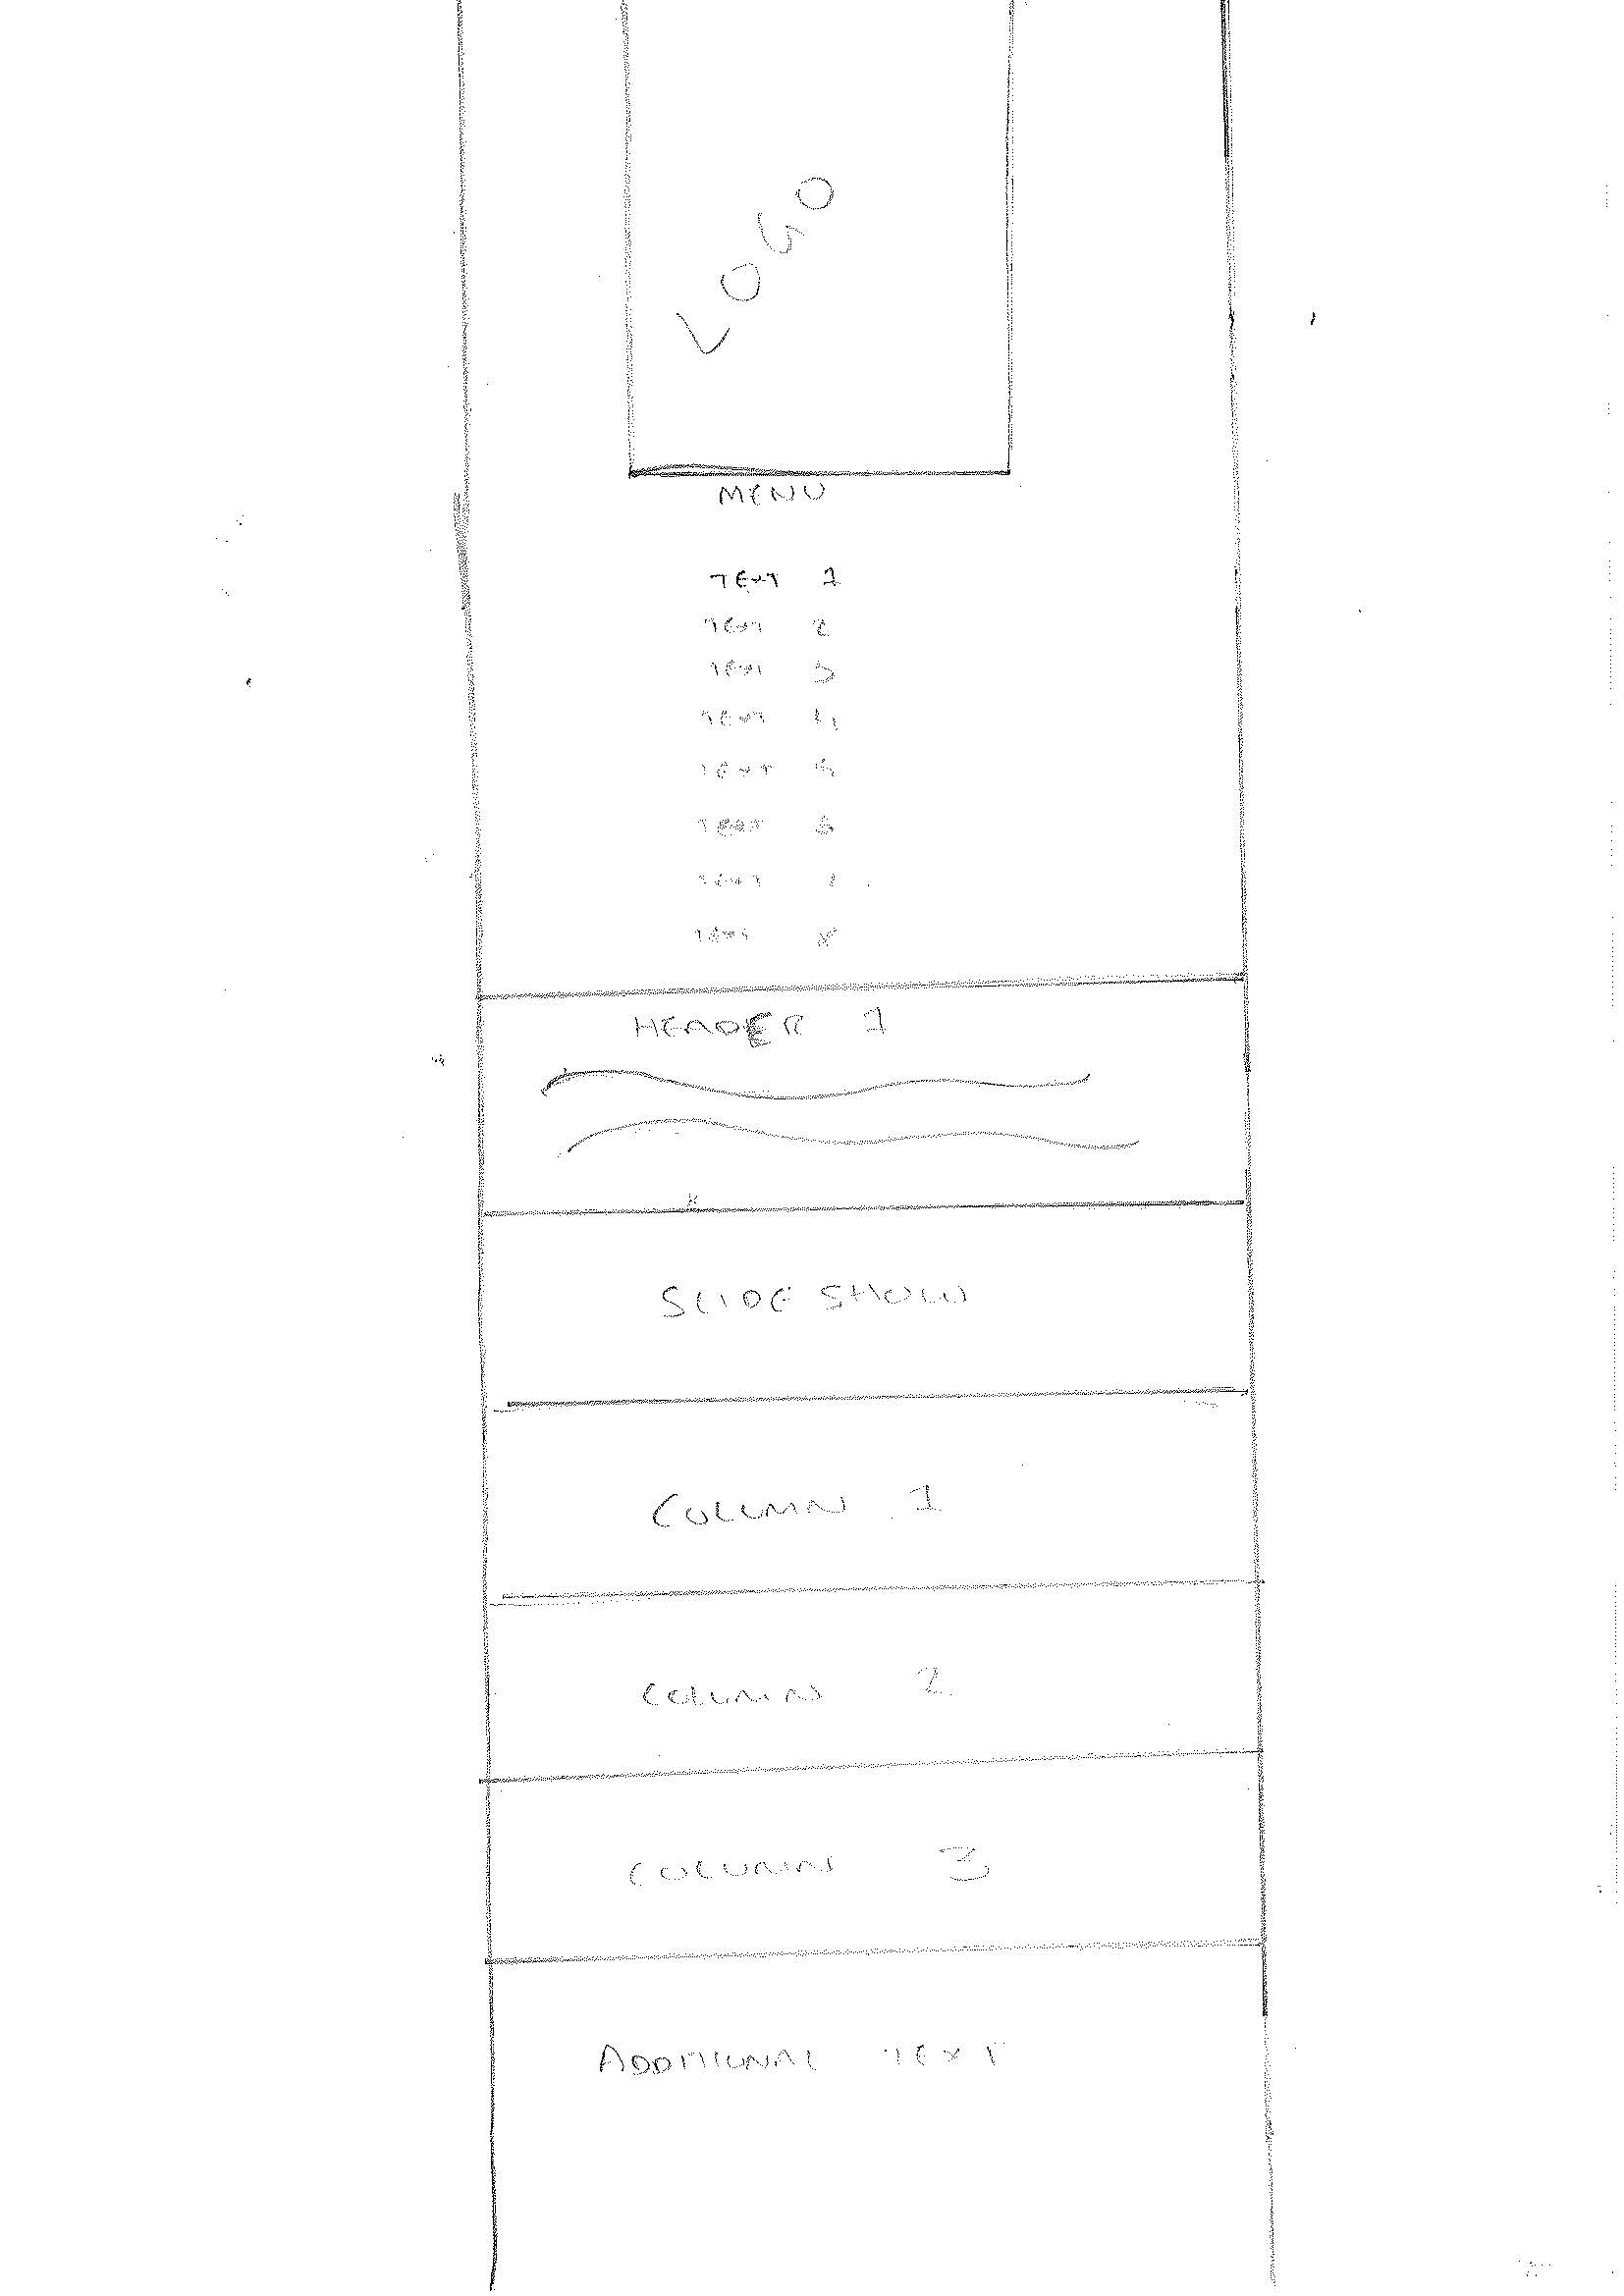 LOGO
MENU
TEXT 1
TEXT 2
TEXT 3
TEXT 4
TEXT 5
TEXT 6
TEXT 7
TEXT 8
HEADER 1
SLIDE SHOW
COLUMN 1
COLUMN 2
COLUMN 3
ADDITIONAL TEXT